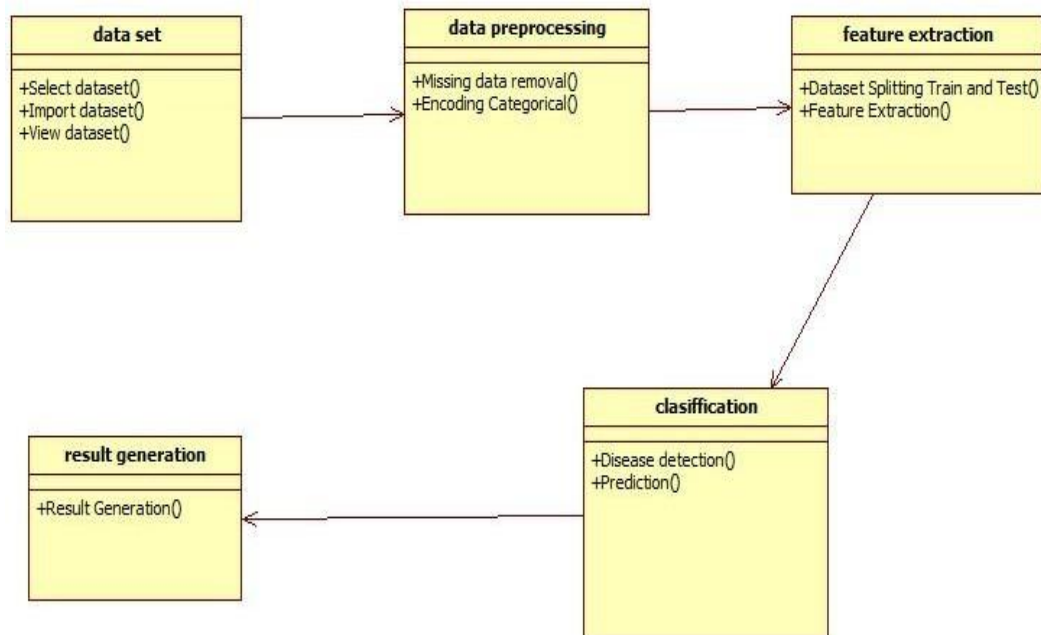 data set
+Select dataset()
+Import dataset()
+View dataset()
data preprocessing
+Missing data removal()
+Encoding Categorical()
feature extraction
+Dataset Splitting Train and Test()
+Feature Extraction()
clasiffication
+Disease detection()
+Prediction()
result generation
+Result Generation()